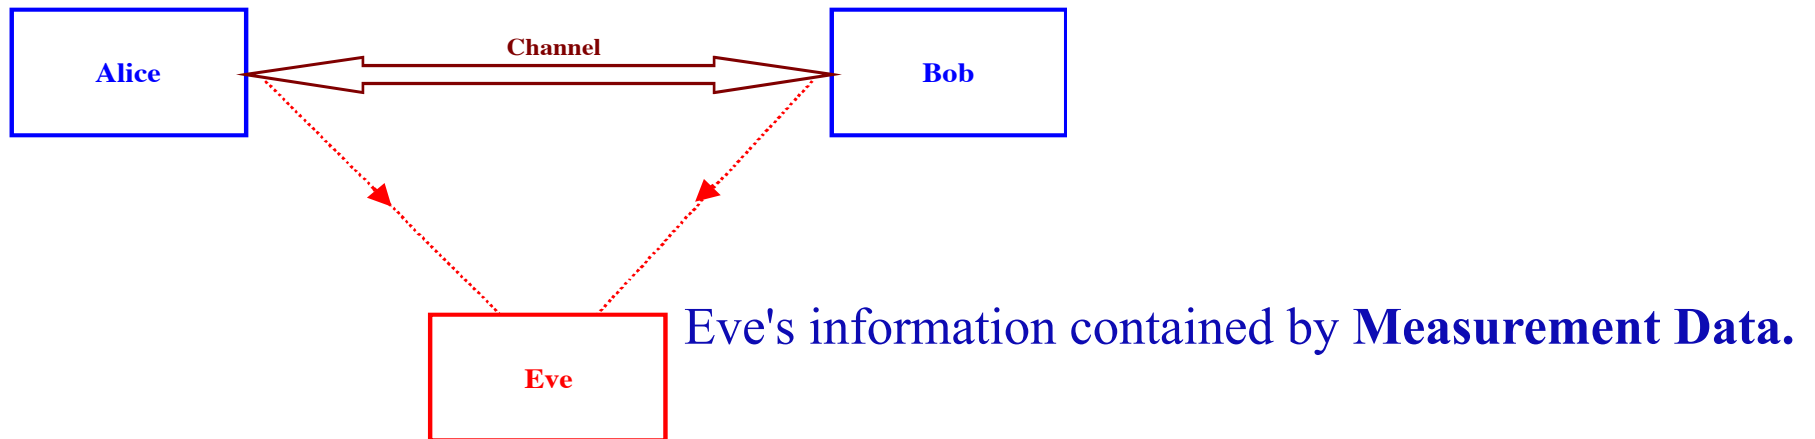 Channel
Alice
Bob
Eve's information contained by Measurement Data.
Eve